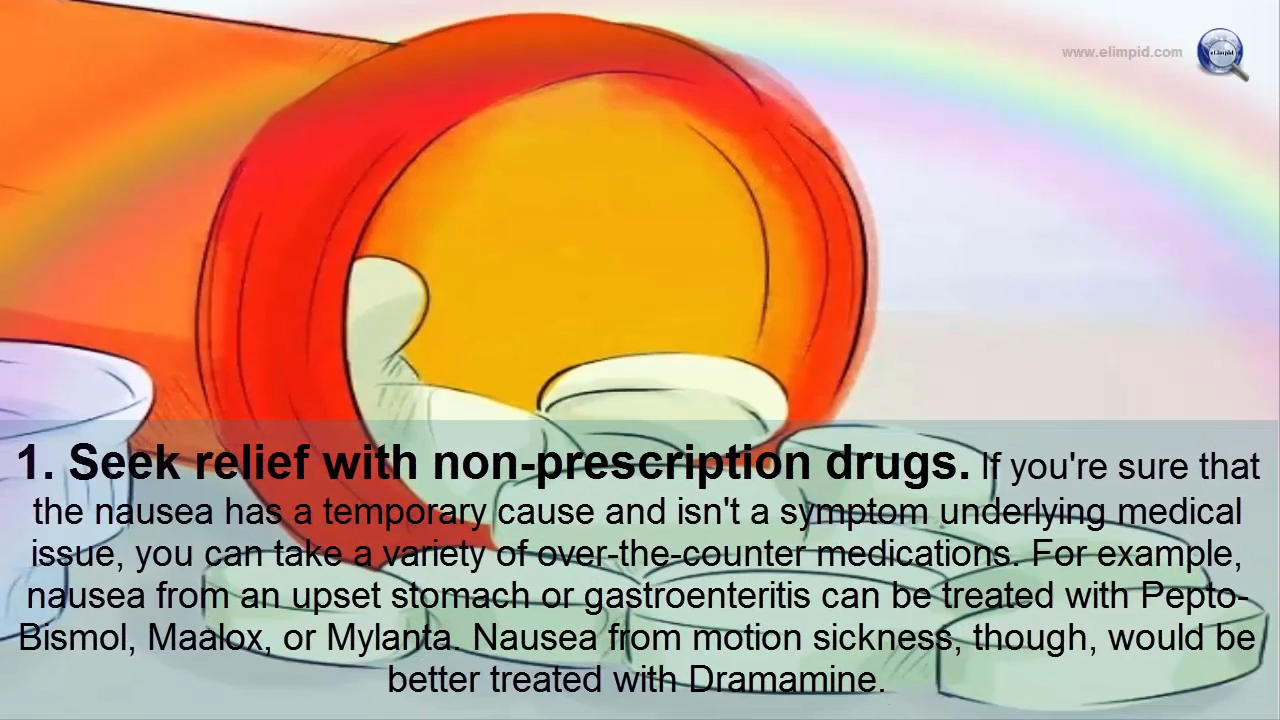 www.elimpid.com
eLimpid
1. Seek relief with non-prescription drugs. If you're sure that
the nausea has a temporary cause and isn't a symptom underlying medical
issue, you can take a variety of over-the-counter medications. For example,
nausea from an upset stomach or gastroenteritis can be treated with Pepto-
Bismol, Maalox, or Mylanta. Nausea from motion sickness, though, would be
better treated with Dramamine.